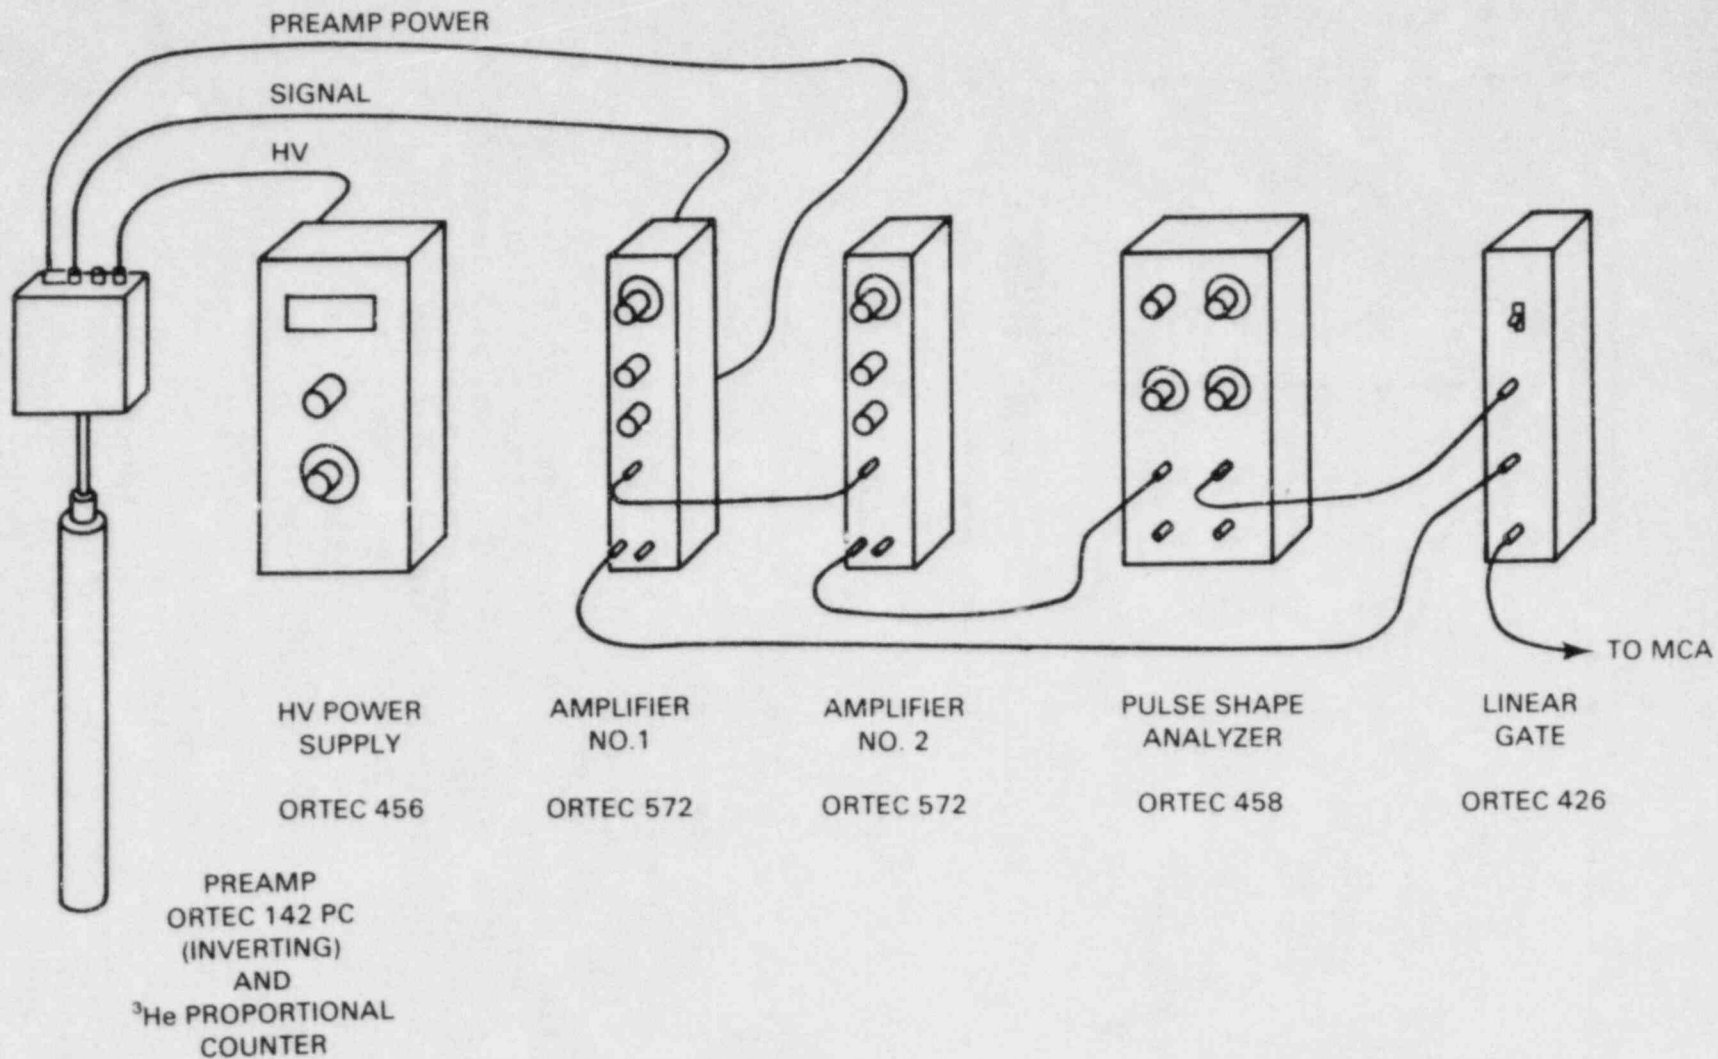 PREAMP POWER
SIGNAL
HV
TO MCA
HV POWER
SUPPLY
ORTEC 456
AMPLIFIER
NO.1
ORTEC 572
AMPLIFIER
NO. 2
ORTEC 572
PULSE SHAPE
ANALYZER
ORTEC 458
LINEAR
GATE
ORTEC 426
PREAMP
ORTEC 142 PC
(INVERTING)
AND
³He PROPORTIONAL
COUNTER